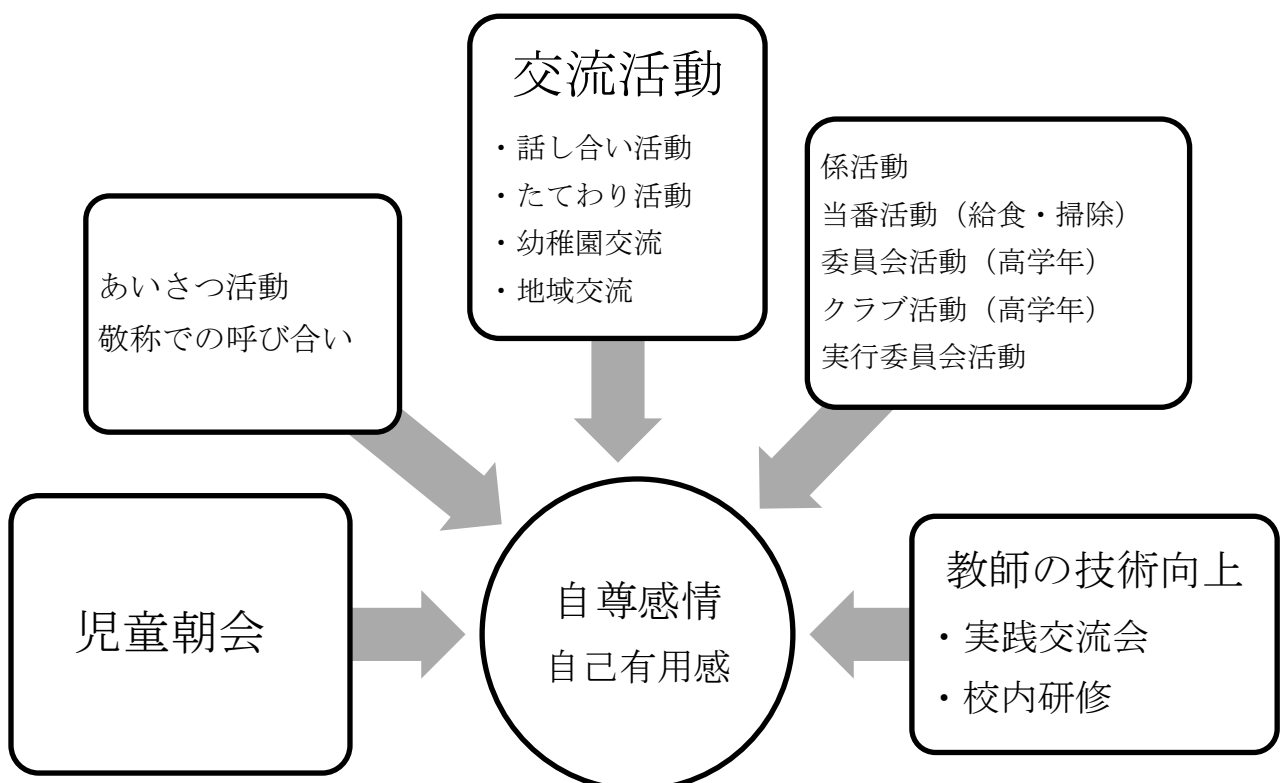 交流活動
・話し合い活動
・たてわり活動
・幼稚園交流
・地域交流
係活動
当番活動（給食・掃除）
委員会活動（高学年）
クラブ活動（高学年）
実行委員会活動
あいさつ活動
敬称での呼び合い
児童朝会
自尊感情
自己有用感
教師の技術向上
・実践交流会
・校内研修